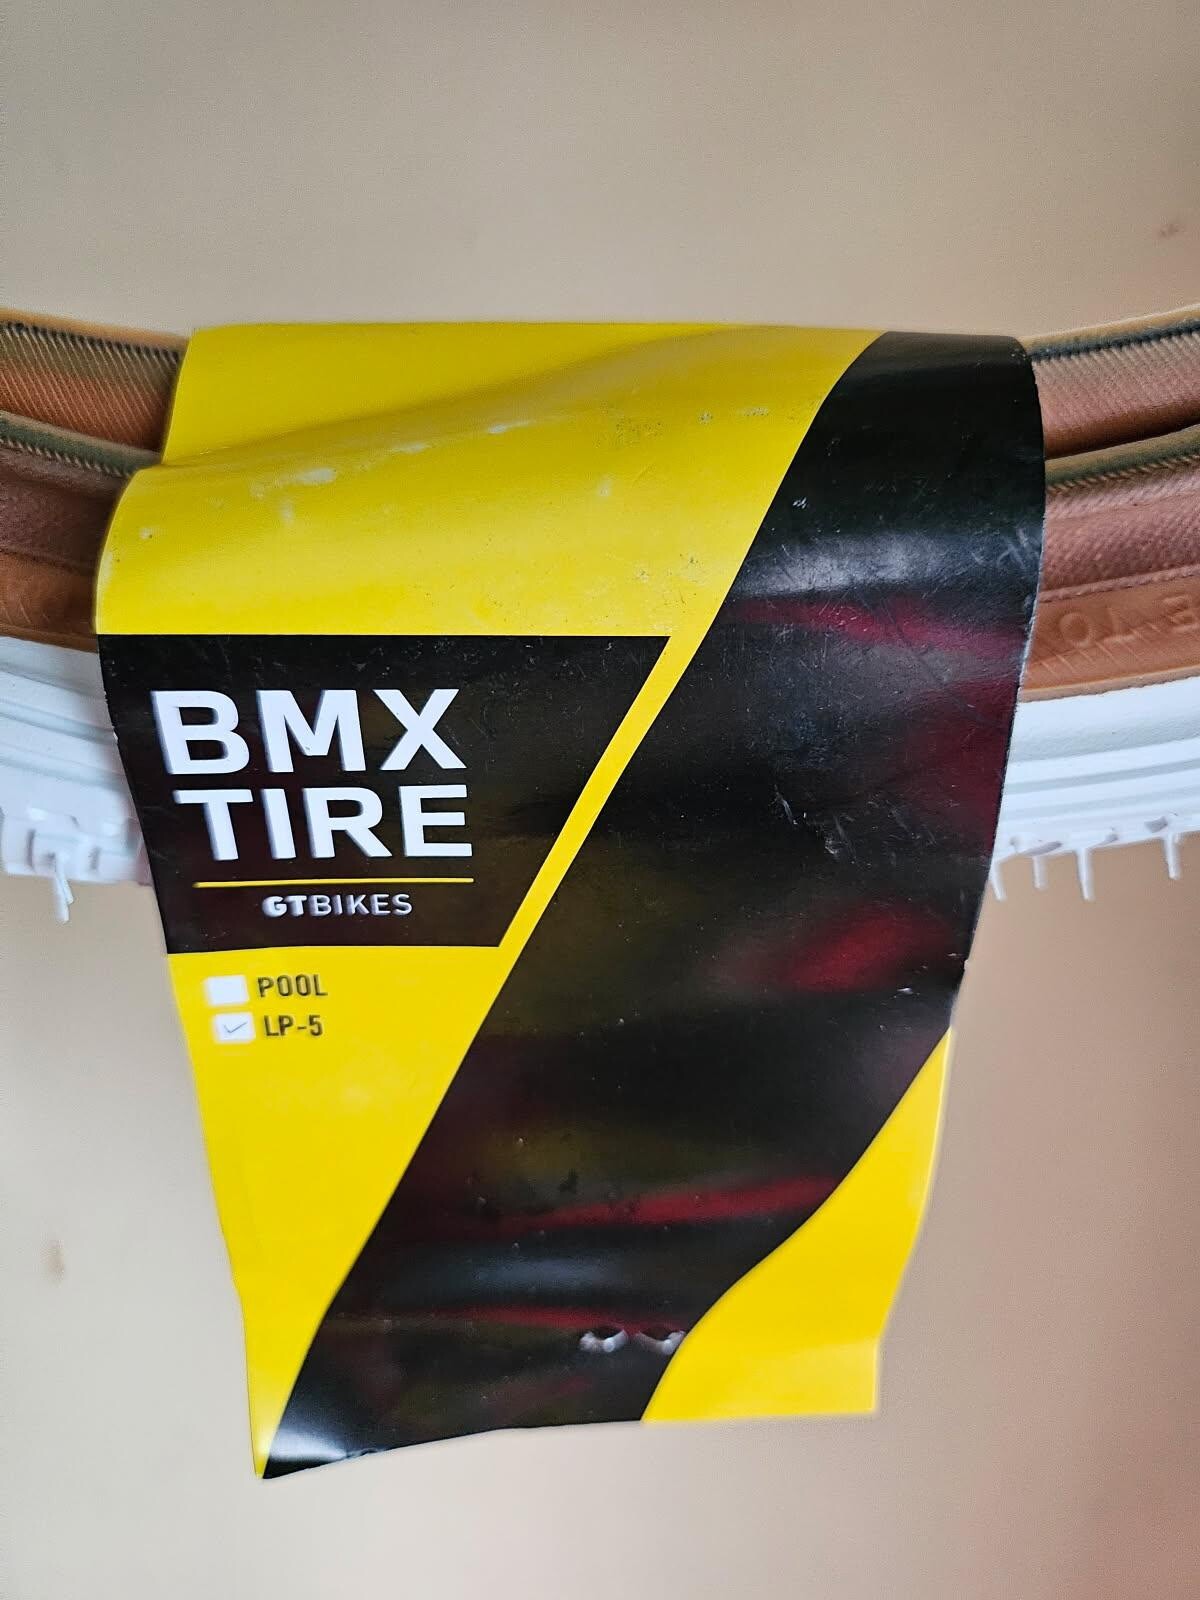 BMX
TIRE
GTBIKES
POOL
LP-5